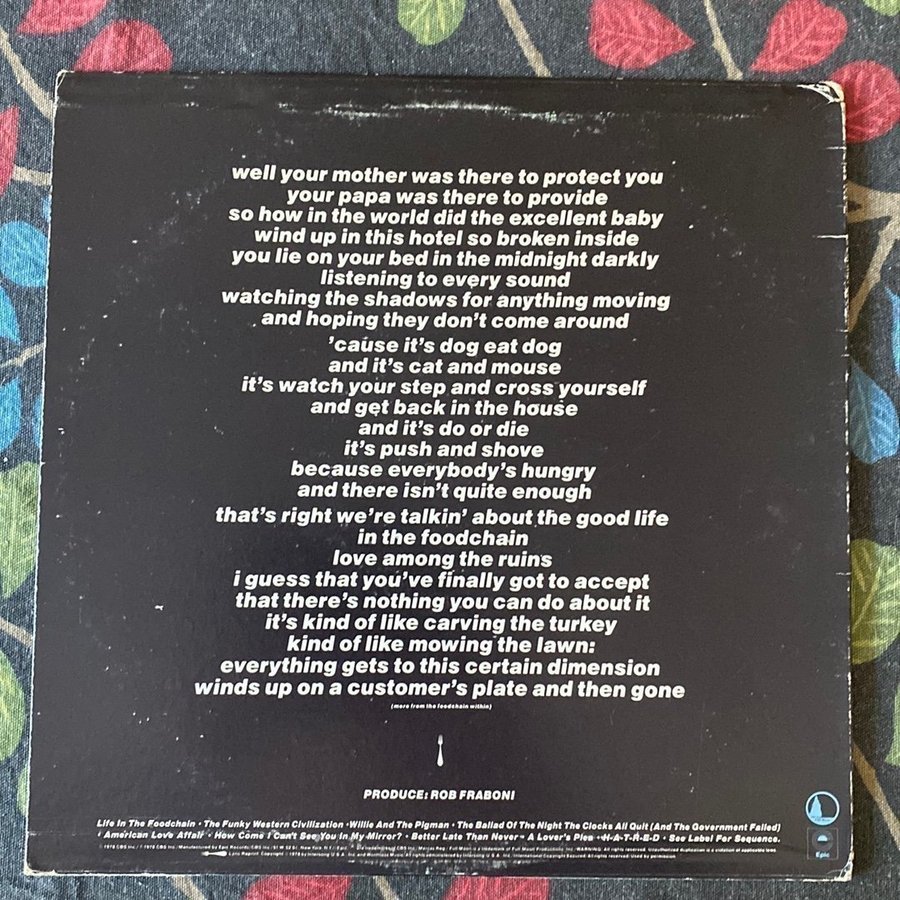 well your mother was there to protect you
your papa was there to provide
so how in the world did the excellent baby
wind up in this hotel so broken inside
you lie on your bed in the midnight darkly
listening to every sound
watching the shadows for anything moving
and hoping they don't come around
'cause it's dog eat dog
and it's cat and mouse
it's watch your step and cross yourself
and get back in the house
and it's do or die
it's push and shove
because everybody's hungry
and there isn't quite enough
that's right we're talkin' about the good life
in the foodchain
love among the ruins
i guess that you've finally got to accept
that there's nothing you can do about it
it's kind of like carving the turkey
kind of like mowing the lawn:
everything gets to this certain dimension
winds up on a customer's plate and then gone
(more from the foodchain within)
PRODUCE: ROB FRABONI
Life In The Foodchain • The Funky Western Civilization • Willie And The Pigman • The Ballad Of The Night The Clocks All Quit (And The Government Failed)
• American Love Affair • How Come I Can't See You In My Mirror? • Better Late Than Never • A Lover's Plea • H-A-T-R-E-D • See Label For Sequence.
Epic